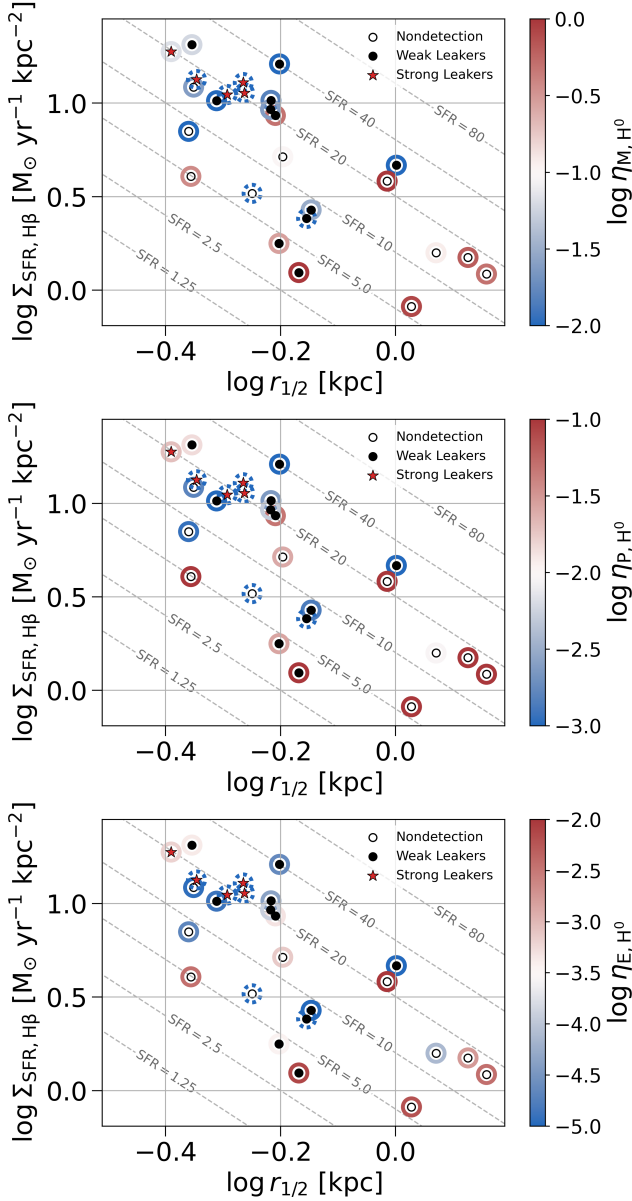 Nondetection
Weak Leakers
Strong Leakers
SFR = 80
SFR = 40
SFR = 20
SFR = 10
SFR = 5.0
SFR = 2.5
SFR = 1.25
1.0
0.5
0.0
log Σ_SFR, Hβ [M⊙ yr⁻¹ kpc⁻²]
−0.4 −0.2 0.0
log r_1/2 [kpc]
0.0
−0.5
−1.0
−1.5
−2.0
log η_M, H⁰
Nondetection
Weak Leakers
Strong Leakers
SFR = 80
SFR = 40
SFR = 20
SFR = 10
SFR = 5.0
SFR = 2.5
SFR = 1.25
1.0
0.5
0.0
log Σ_SFR, Hβ [M⊙ yr⁻¹ kpc⁻²]
−0.4 −0.2 0.0
log r_1/2 [kpc]
−1.0
−1.5
−2.0
−2.5
−3.0
log η_P, H⁰
Nondetection
Weak Leakers
Strong Leakers
SFR = 80
SFR = 40
SFR = 20
SFR = 10
SFR = 5.0
SFR = 2.5
SFR = 1.25
1.0
0.5
0.0
log Σ_SFR, Hβ [M⊙ yr⁻¹ kpc⁻²]
−0.4 −0.2 0.0
log r_1/2 [kpc]
−2.0
−2.5
−3.0
−3.5
−4.0
−4.5
−5.0
log η_E, H⁰